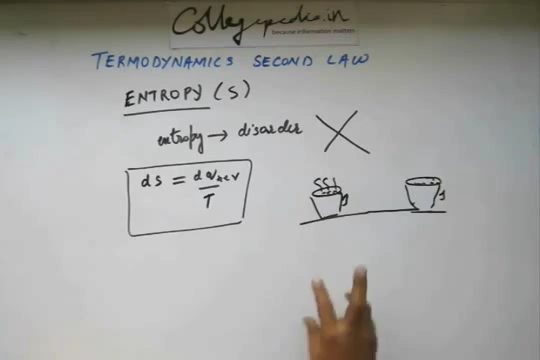 Collegepedia.in
because information matters
TERMODYNAMICS SECOND LAW
ENTROPY (S)
entropy → disorder
dS = dqrev
T